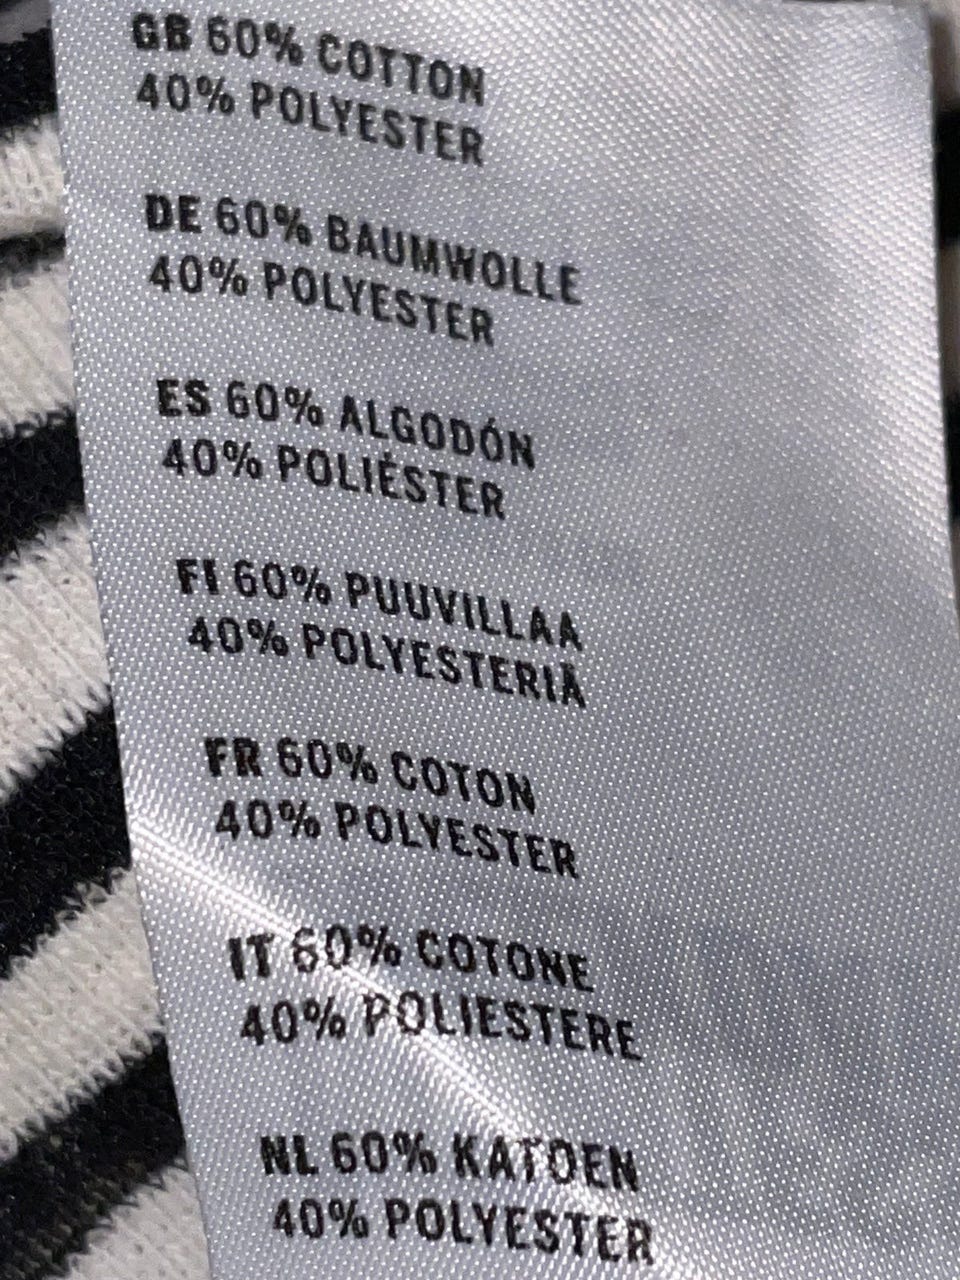 GB 60% COTTON
40% POLYESTER
DE 60% BAUMWOLLE
40% POLYESTER
ES 60% ALGODÓN
40% POLIÉSTER
FI 60% PUUVILLAA
40% POLYESTERIÄ
FR 60% COTON
40% POLYESTER
IT 60% COTONE
40% POLIESTERE
NL 60% KATOEN
40% POLYESTER